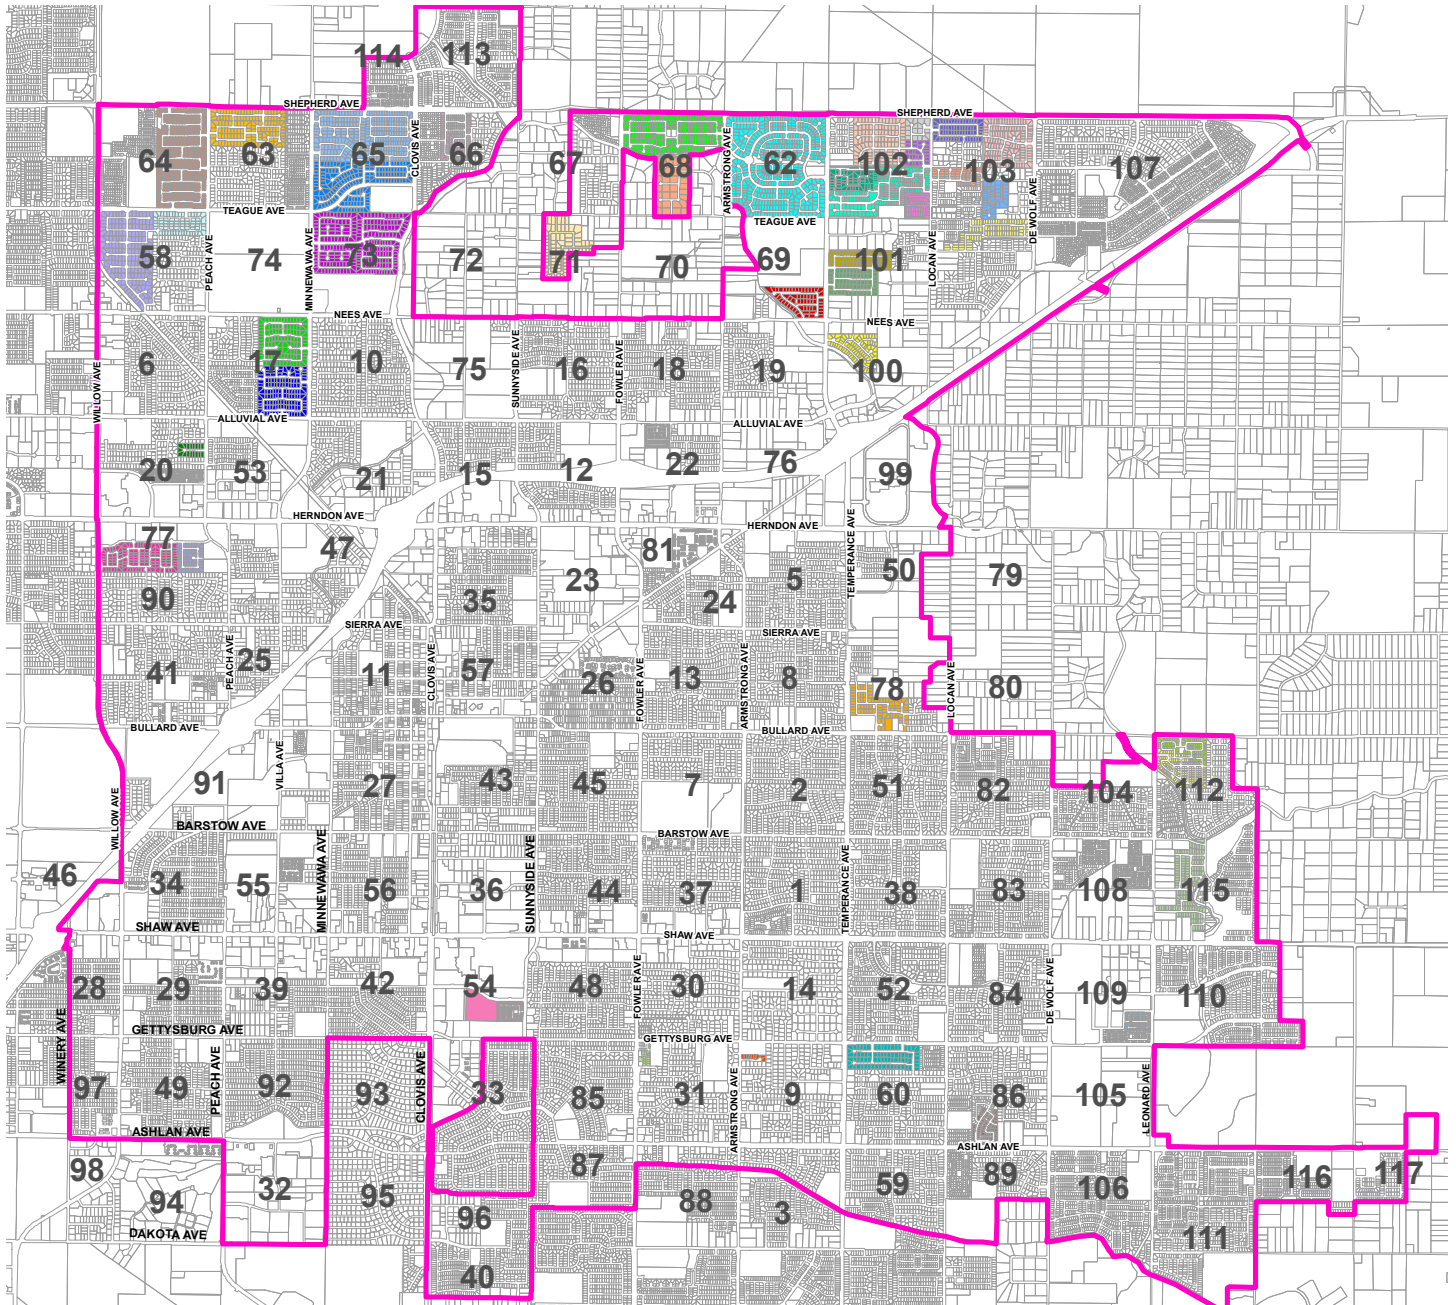 114
113
SHEPHERD AVE
SHEPHERD AVE
64
63
65
CLOVIS AVE
66
67
68
ARMSTRONG AVE
62
102
103
107
TEAGUE AVE
TEAGUE AVE
58
PEACH AVE
74
MINNEWAWA AVE
73
72
71
70
69
101
LOCAN AVE
DE WOLF AVE
NEES AVE
NEES AVE
WILLOW AVE
6
17
10
75
SUNNYSIDE AVE
16
FOWLER AVE
18
19
100
ALLUVIAL AVE
ALLUVIAL AVE
20
53
21
15
12
22
76
99
HERNDON AVE
HERNDON AVE
77
47
81
TEMPERANCE AVE
23
5
50
79
90
35
24
SIERRA AVE
SIERRA AVE
41
PEACH AVE
25
11
CLOVIS AVE
57
26
FOWLER AVE
13
ARMSTRONG AVE
8
78
LOCAN AVE
80
BULLARD AVE
BULLARD AVE
91
VILLA AVE
27
43
45
7
2
51
82
104
112
WILLOW AVE
BARSTOW AVE
BARSTOW AVE
46
34
55
MINNEWAWA AVE
56
36
SUNNYSIDE AVE
44
37
1
TEMPERANCE AVE
38
83
108
115
SHAW AVE
SHAW AVE
28
29
39
42
54
48
FOWLER AVE
30
14
52
84
DE WOLF AVE
109
110
GETTYSBURG AVE
GETTYSBURG AVE
WINERY AVE
97
49
PEACH AVE
92
93
CLOVIS AVE
33
85
31
ARMSTRONG AVE
9
60
86
105
LEONARD AVE
ASHLAN AVE
ASHLAN AVE
98
94
32
95
87
88
3
59
89
106
116
117
DAKOTA AVE
96
111
40